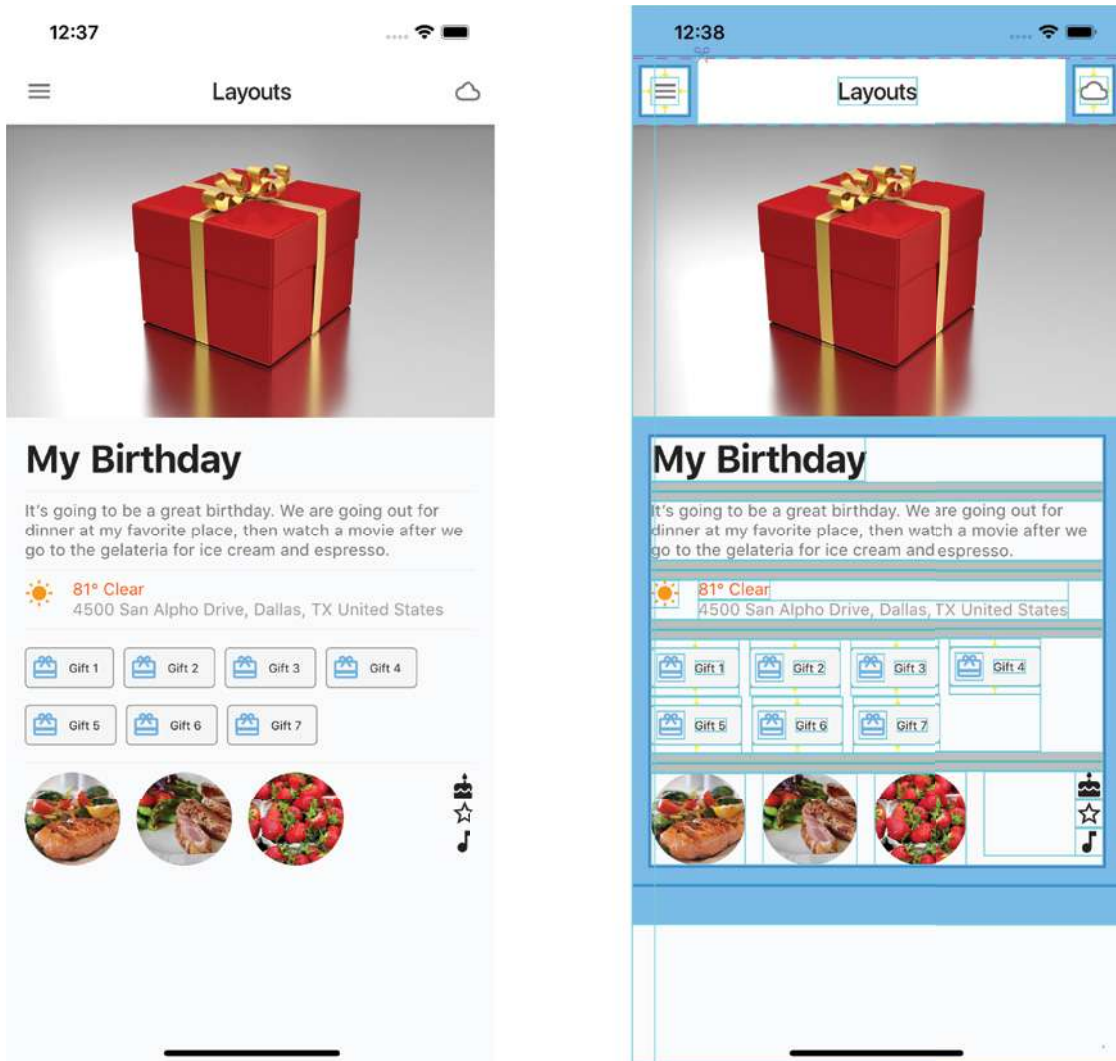 12:37
Layouts
My Birthday
It's going to be a great birthday. We are going out for
dinner at my favorite place, then watch a movie after we
go to the gelateria for ice cream and espresso.
81° Clear
4500 San Alpho Drive, Dallas, TX United States
Gift 1 Gift 2 Gift 3 Gift 4
Gift 5 Gift 6 Gift 7
12:38
Layouts
My Birthday
It's going to be a great birthday. We are going out for
dinner at my favorite place, then watch a movie after we
go to the gelateria for ice cream and espresso.
81° Clear
4500 San Alpho Drive, Dallas, TX United States
Gift 1 Gift 2 Gift 3 Gift 4
Gift 5 Gift 6 Gift 7